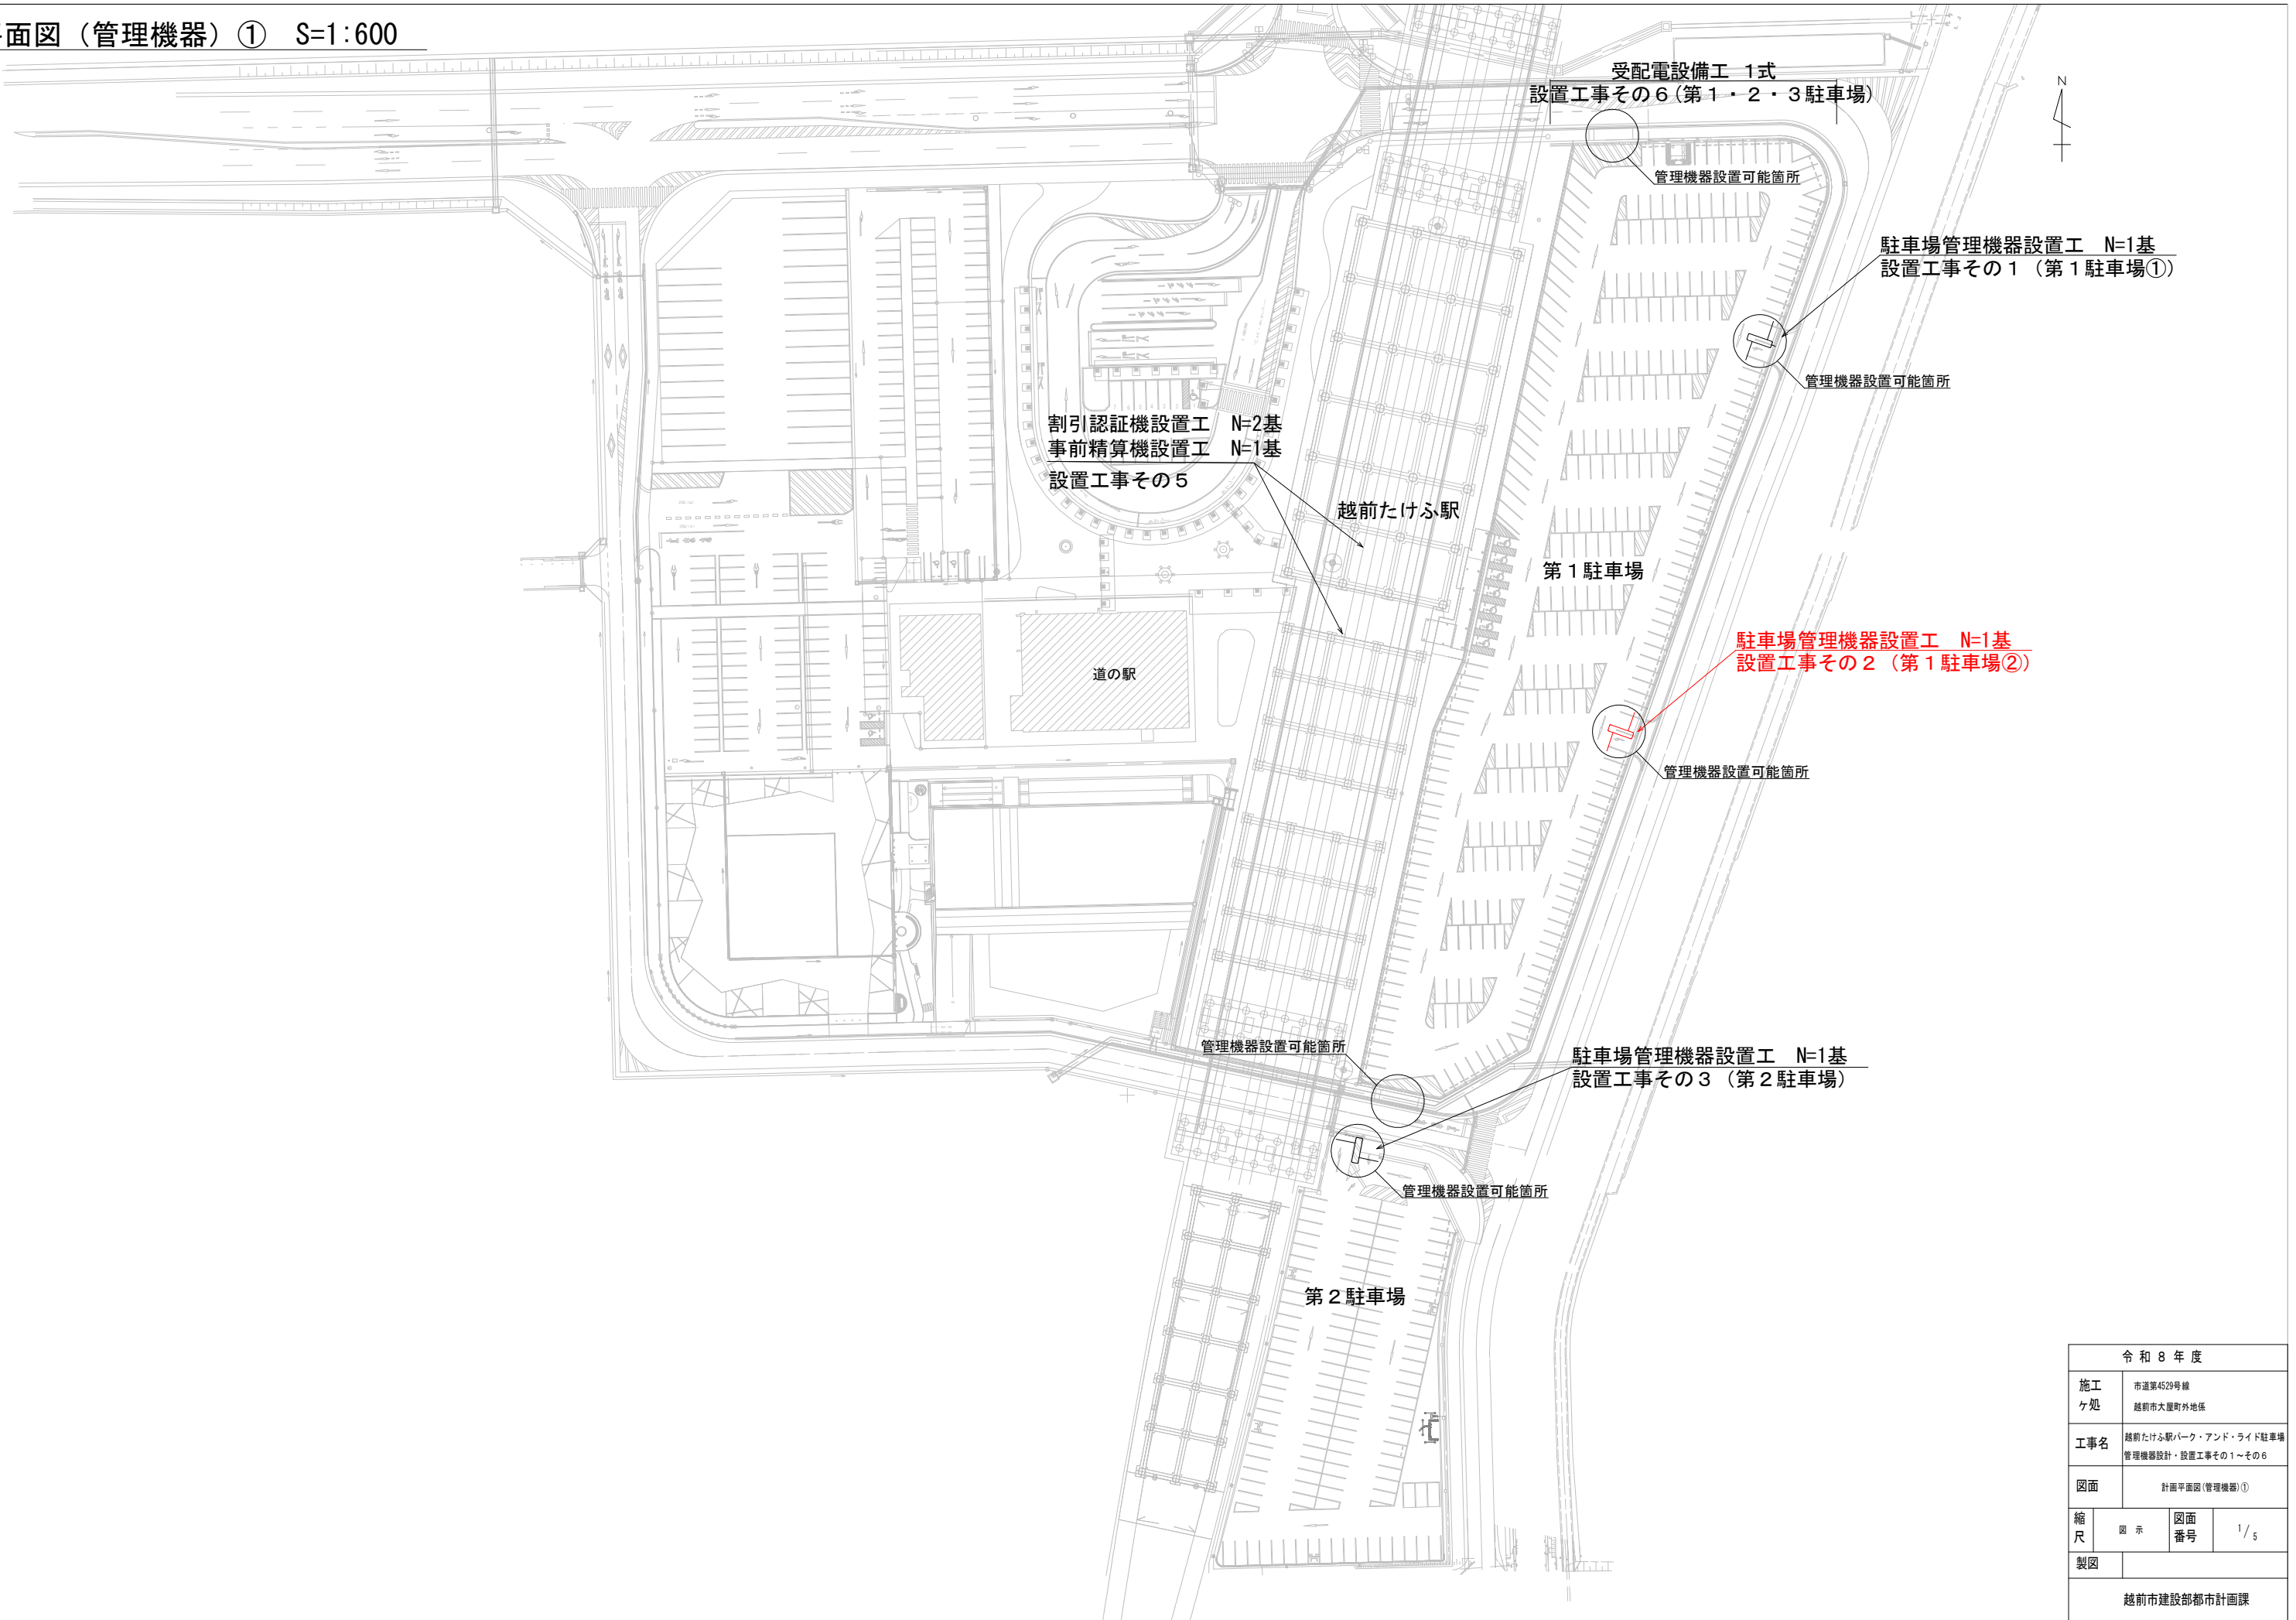 面図（管理機器）①　S=1:600
受配電設備工　1式
設置工事その６(第１・２・３駐車場)
管理機器設置可能箇所
N
駐車場管理機器設置工　N=1基
設置工事その１（第１駐車場①）
管理機器設置可能箇所
割引認証機設置工　N=2基
事前精算機設置工　N=1基
設置工事その５
越前たけふ駅
第１駐車場
駐車場管理機器設置工　N=1基
設置工事その２（第１駐車場②）
管理機器設置可能箇所
道の駅
管理機器設置可能箇所
駐車場管理機器設置工　N=1基
設置工事その３（第２駐車場）
管理機器設置可能箇所
第２駐車場
令和８年度
施工ヶ処　市道第4529号線
越前市大屋町外地係
工事名　越前たけふ駅パーク・アンド・ライド駐車場
管理機器設計・設置工事その１～その６
図面　計画平面図(管理機器)①
縮尺　図示　図面番号　1/5
製図
越前市建設部都市計画課